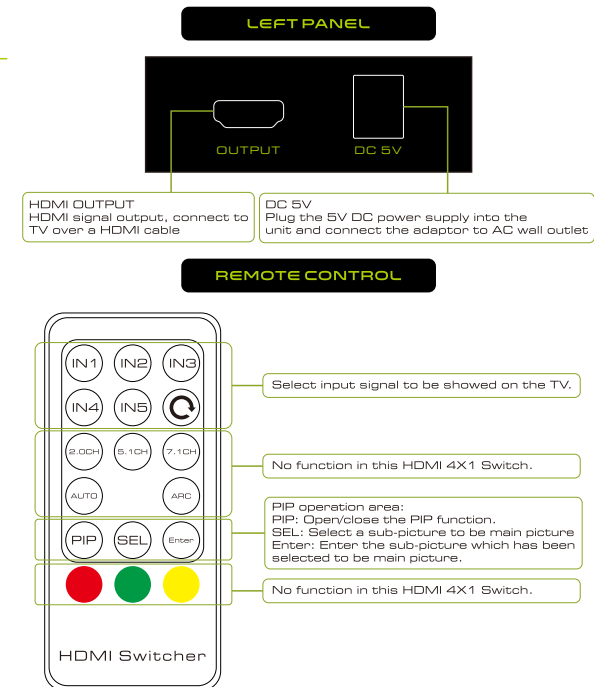 LEFT PANEL
OUTPUT
DC 5V
HDMI OUTPUT
HDMI signal output, connect to
TV over a HDMI cable
DC 5V
Plug the 5V DC power supply into the
unit and connect the adaptor to AC wall outlet
REMOTE CONTROL
IN1 IN2 IN3
IN4 IN5
Select input signal to be showed on the TV.
2.0CH 5.1CH 7.1CH
AUTO ARC
No function in this HDMI 4X1 Switch.
PIP SEL Enter
PIP operation area:
PIP: Open/close the PIP function.
SEL: Select a sub-picture to be main picture
Enter: Enter the sub-picture which has been
selected to be main picture.
No function in this HDMI 4X1 Switch.
HDMI Switcher